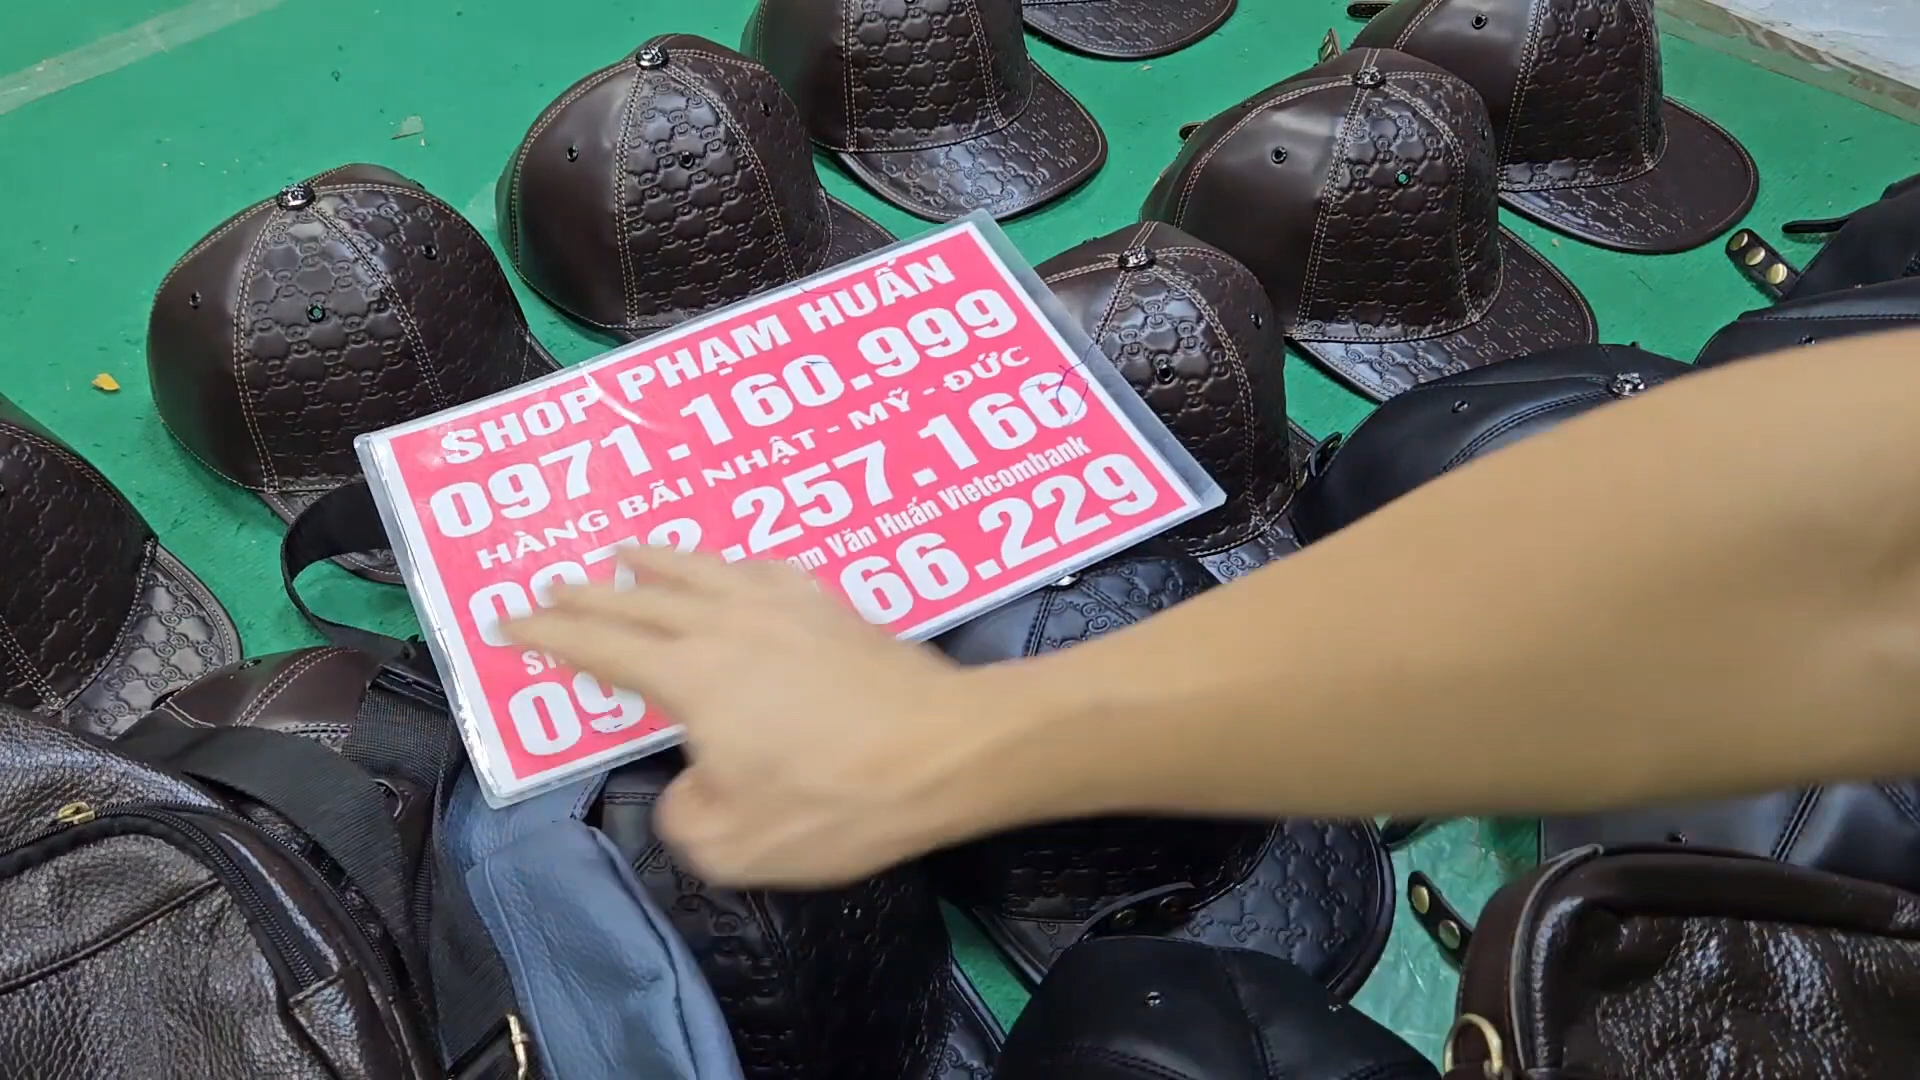 SHOP PHẠM HUẤN
0971.160.999
HÀNG BÃI NHẬT - MỸ - ĐỨC
0972.257.166
Văn Huấn Vietcombank
09 66.229